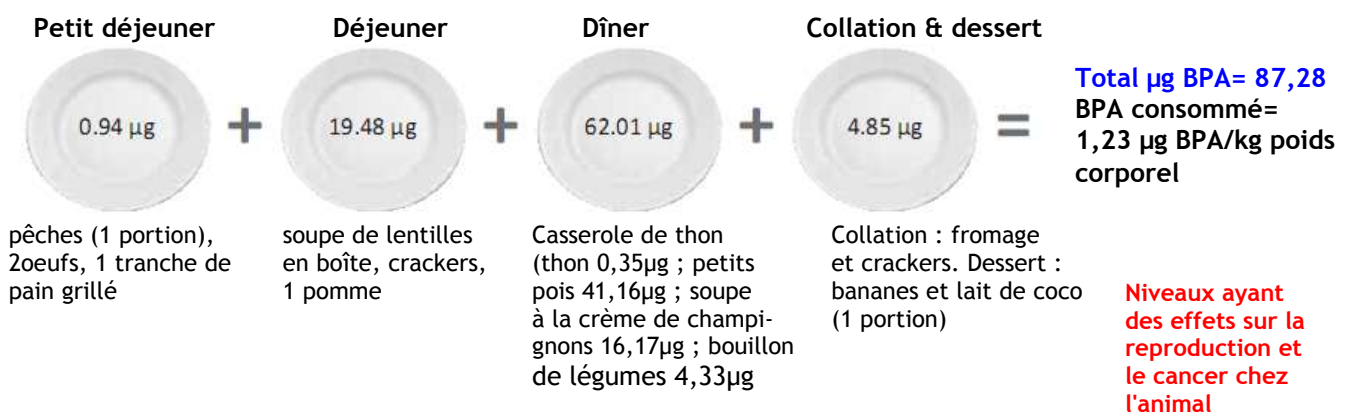 Petit déjeuner
Déjeuner
Dîner
Collation & dessert
0.94 µg
+
19.48 µg
+
62.01 µg
+
4.85 µg
=
Total µg BPA= 87,28
BPA consommé=
1,23 µg BPA/kg poids
corporel
pêches (1 portion),
2oeufs, 1 tranche de
pain grillé
soupe de lentilles
en boîte, crackers,
1 pomme
Casserole de thon
(thon 0,35µg ; petits
pois 41,16µg ; soupe
à la crème de champi-
gnons 16,17µg ; bouillon
de légumes 4,33µg
Collation : fromage
et crackers. Dessert :
bananes et lait de coco
(1 portion)
Niveaux ayant
des effets sur la
reproduction et
le cancer chez
l'animal